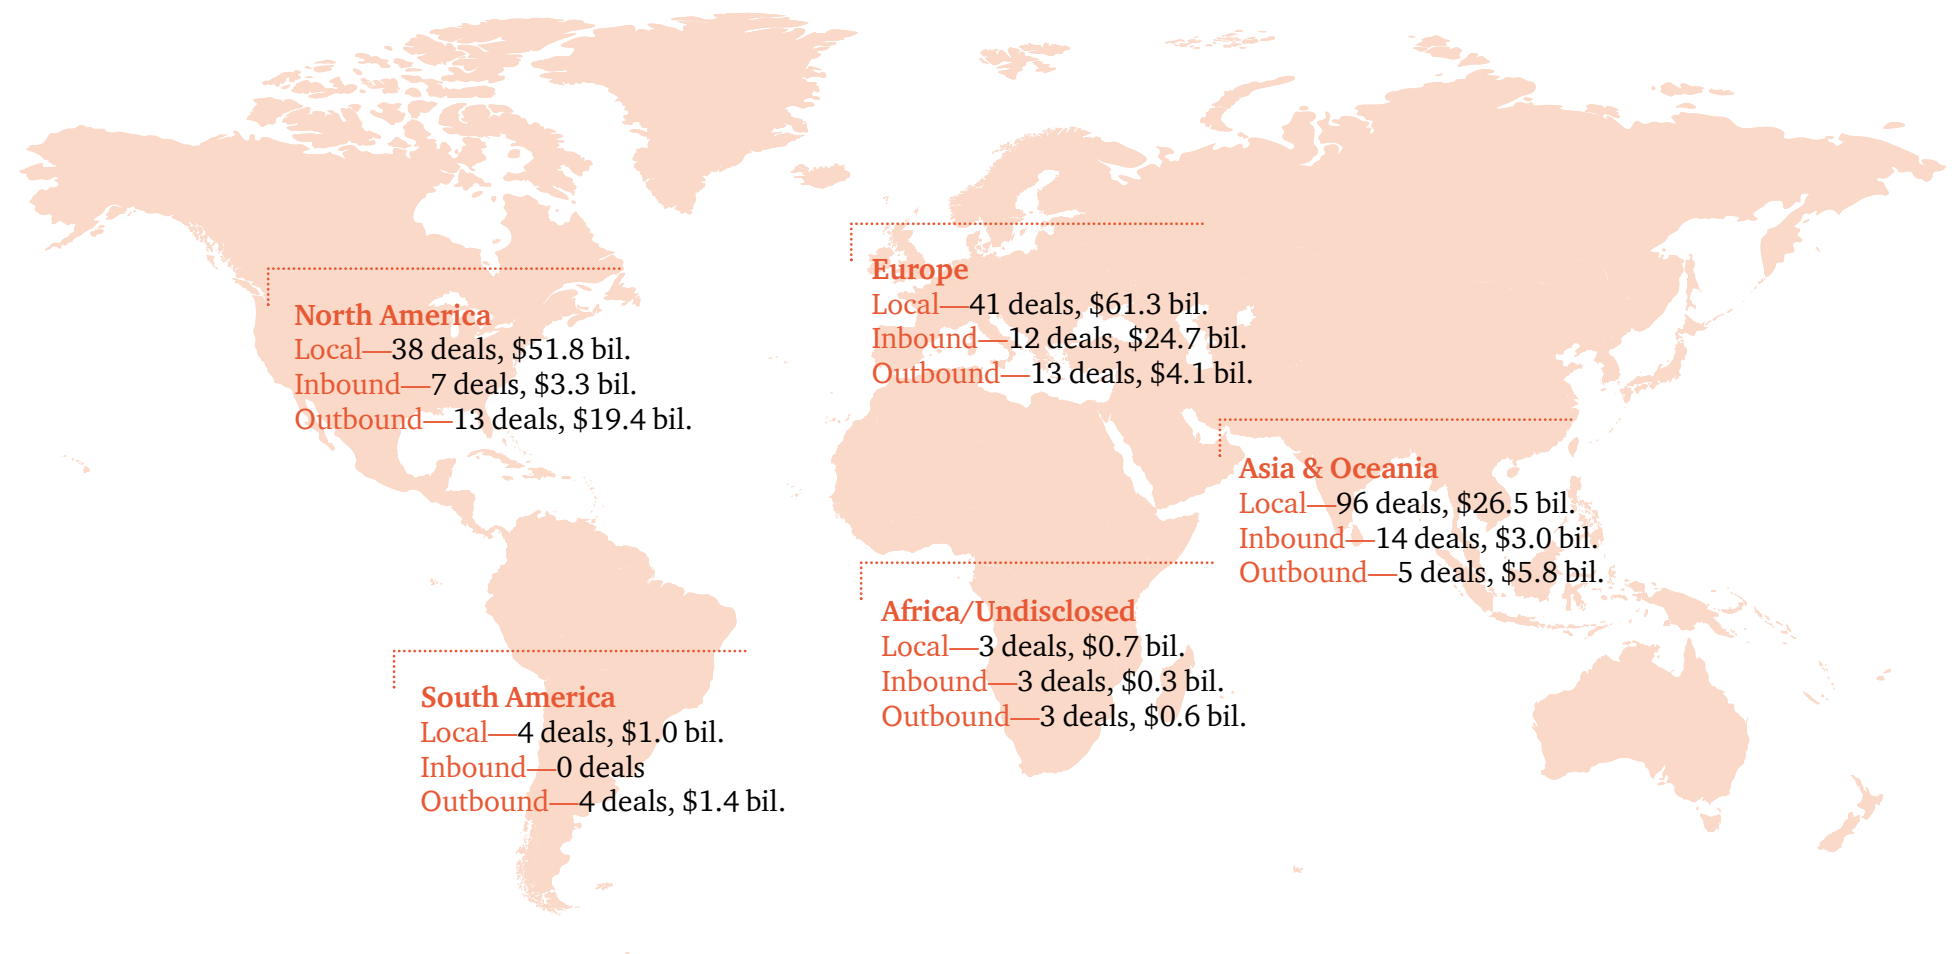 North America
Local—38 deals, $51.8 bil.
Inbound—7 deals, $3.3 bil.
Outbound—13 deals, $19.4 bil.
Europe
Local—41 deals, $61.3 bil.
Inbound—12 deals, $24.7 bil.
Outbound—13 deals, $4.1 bil.
Asia & Oceania
Local—96 deals, $26.5 bil.
Inbound—14 deals, $3.0 bil.
Outbound—5 deals, $5.8 bil.
Africa/Undisclosed
Local—3 deals, $0.7 bil.
Inbound—3 deals, $0.3 bil.
Outbound—3 deals, $0.6 bil.
South America
Local—4 deals, $1.0 bil.
Inbound—0 deals
Outbound—4 deals, $1.4 bil.